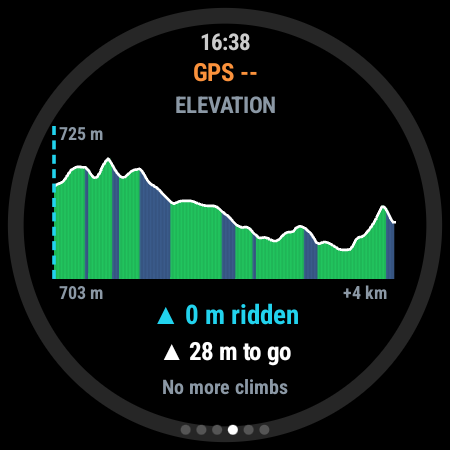 16:38
GPS --
ELEVATION
725 m
703 m
+4 km
▲ 0 m ridden
▲ 28 m to go
No more climbs